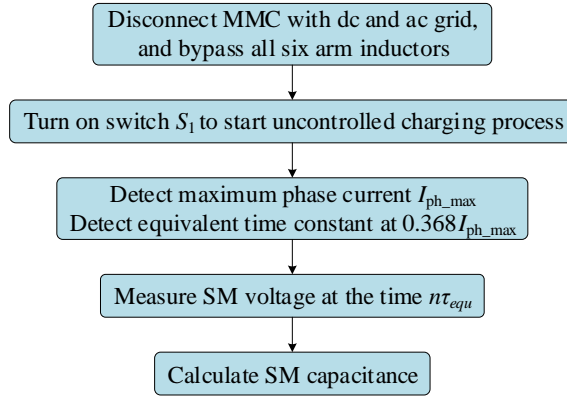 Disconnect MMC with dc and ac grid,
and bypass all six arm inductors
Turn on switch S₁ to start uncontrolled charging process
Detect maximum phase current Iₚₕ_ₘₐₓ
Detect equivalent time constant at 0.368Iₚₕ_ₘₐₓ
Measure SM voltage at the time nτequ
Calculate SM capacitance